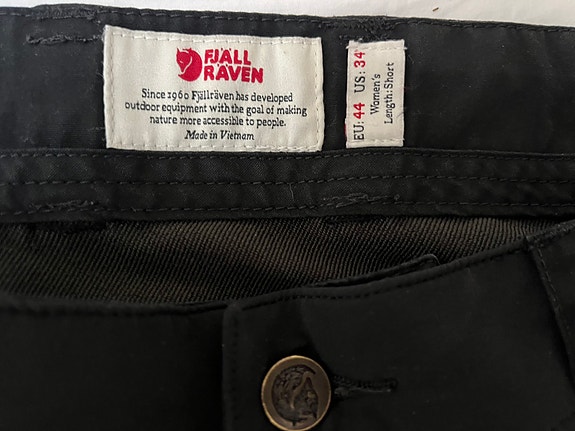 FJÄLL
RÄVEN
Since 1960 Fjällräven has developed
outdoor equipment with the goal of making
nature more accessible to people.
Made in Vietnam
EU: 44 US: 34
Women's
Length: Short